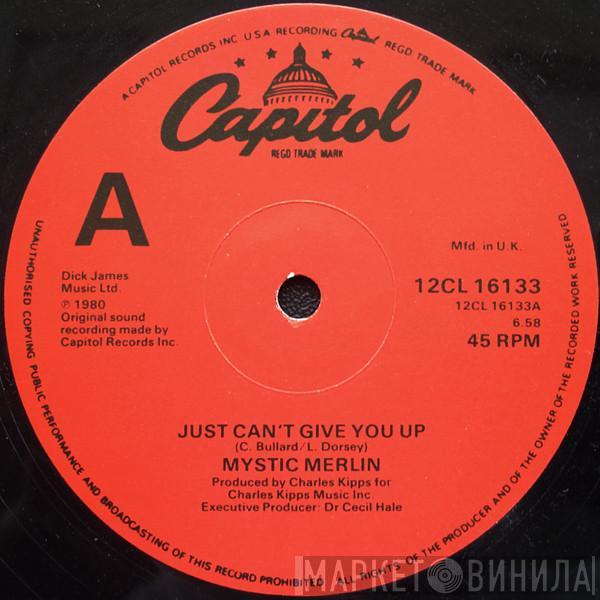 A CAPITOL RECORDS INC U.S.A RECORDING Capitol REGD TRADE MARK
Capitol
REGD TRADE MARK
A
Mfd. in U.K.
Dick James
Music Ltd.
℗ 1980
Original sound
recording made by
Capitol Records Inc.
12CL 16133
12CL 16133A
6.58
45 RPM
JUST CAN'T GIVE YOU UP
(C. Bullard/L. Dorsey)
MYSTIC MERLIN
Produced by Charles Kipps for
Charles Kipps Music Inc.
Executive Producer: Dr Cecil Hale
UNAUTHORISED COPYING PUBLIC PERFORMANCE AND BROADCASTING OF THIS RECORD PROHIBITED ALL RIGHTS OF THE PRODUCER AND OF THE OWNER OF THE RECORDED WORK RESERVED
МАРКЕТ ВИНИЛА